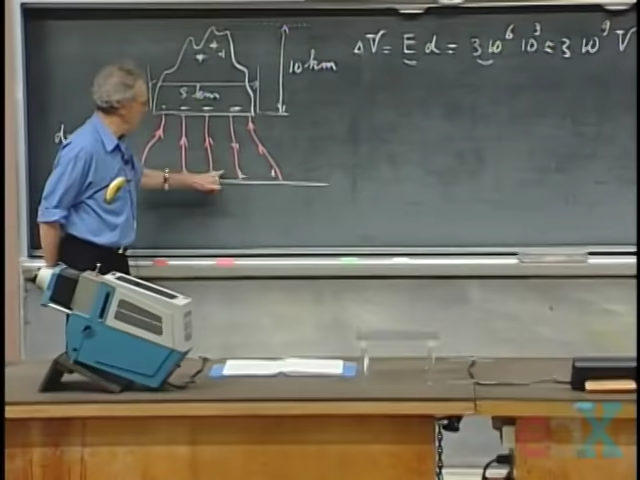 ΔV = E d = 3 10⁶ 10³ ≈ 3 10⁹ V
+ + + -
10 km
5 km
- - - -
d
edX